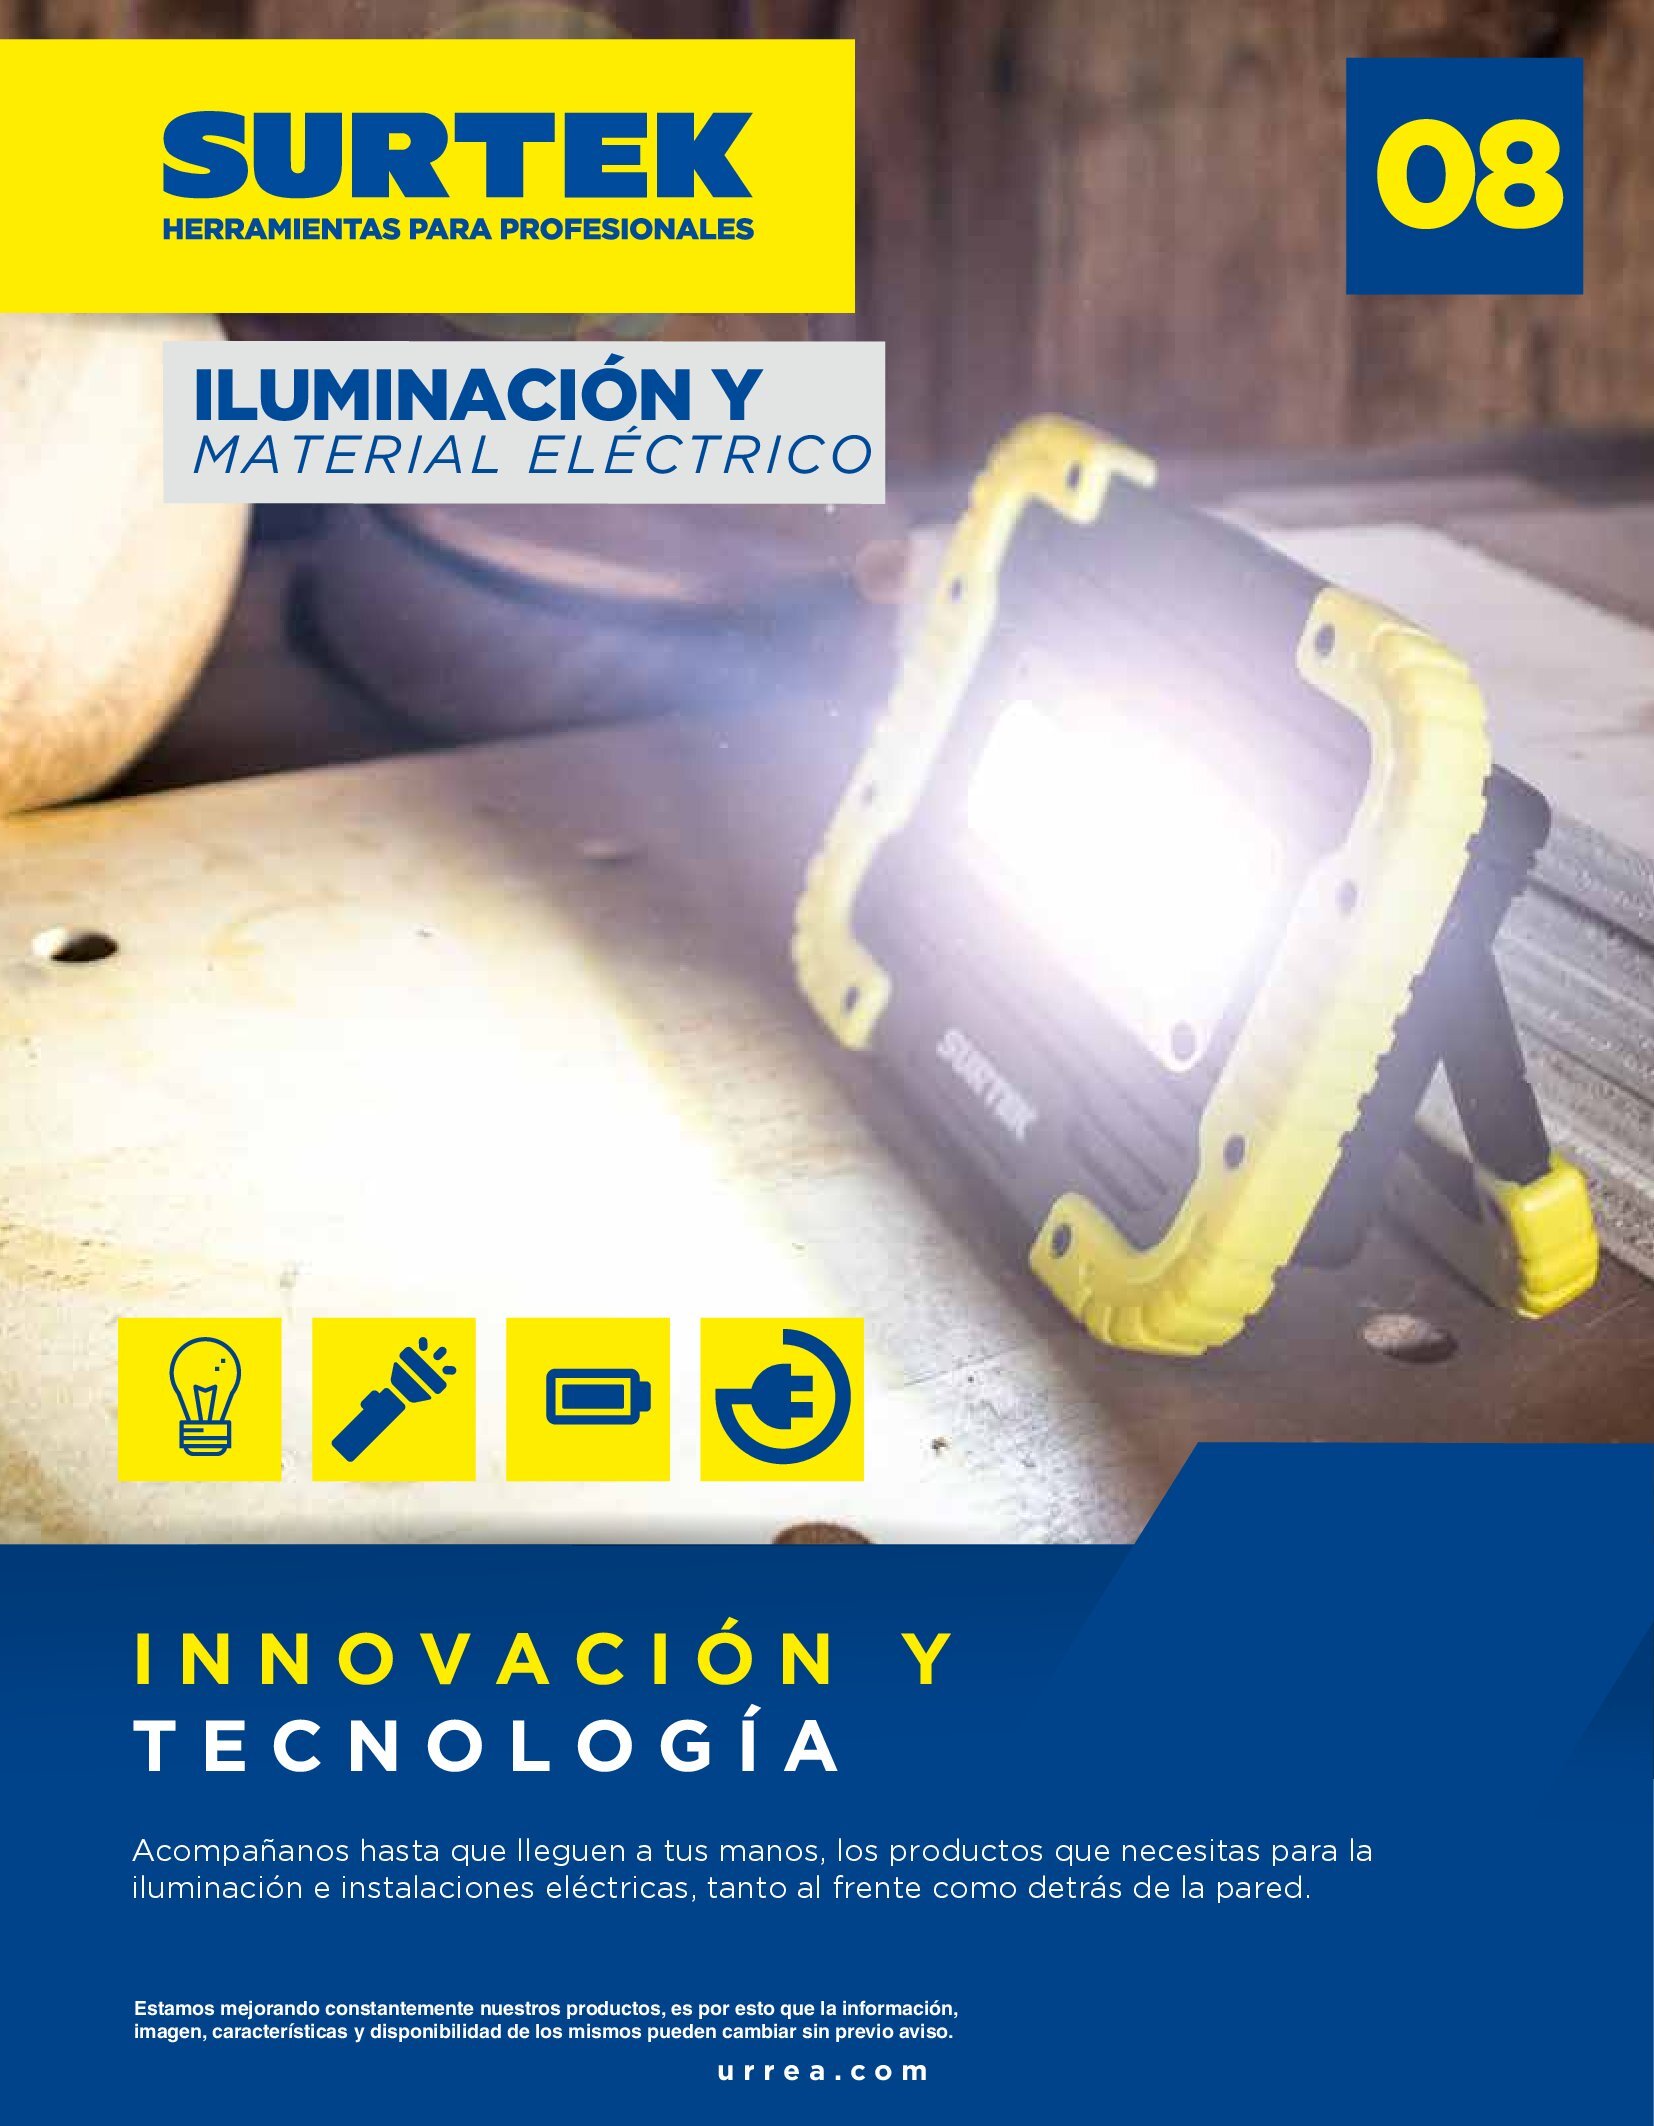 SURTEK
HERRAMIENTAS PARA PROFESIONALES
08
ILUMINACIÓN Y
MATERIAL ELÉCTRICO
SURTEK
INNOVACIÓN Y
TECNOLOGÍA
Acompañanos hasta que lleguen a tus manos, los productos que necesitas para la
iluminación e instalaciones eléctricas, tanto al frente como detrás de la pared.
Estamos mejorando constantemente nuestros productos, es por esto que la información,
imagen, características y disponibilidad de los mismos pueden cambiar sin previo aviso.
urrea.com